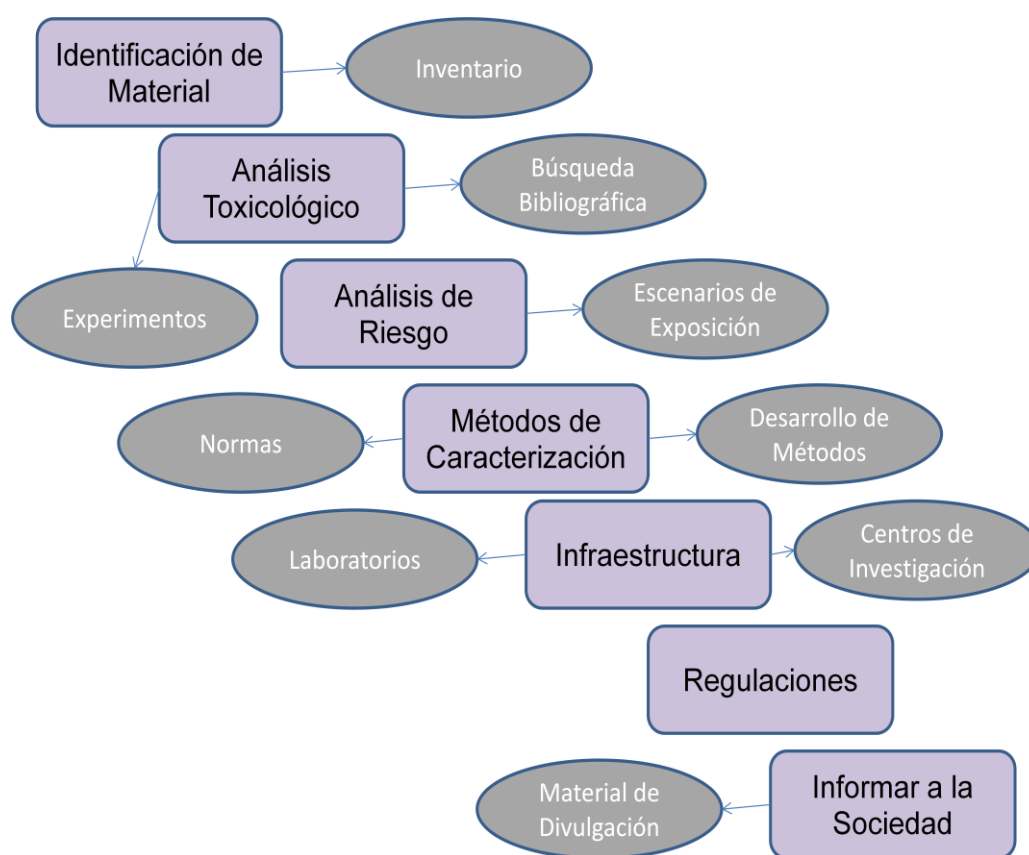 Identificación de
Material
Inventario
Análisis
Toxicológico
Búsqueda
Bibliográfica
Experimentos
Análisis de
Riesgo
Escenarios de
Exposición
Normas
Métodos de
Caracterización
Desarrollo de
Métodos
Laboratorios
Infraestructura
Centros de
Investigación
Regulaciones
Material de
Divulgación
Informar a la
Sociedad